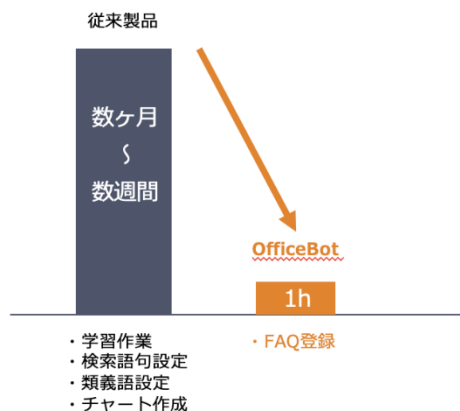 従来製品
数ヶ月
〜
数週間
OfficeBot
1h
・学習作業
・検索語句設定
・類義語設定
・チャート作成
・FAQ登録